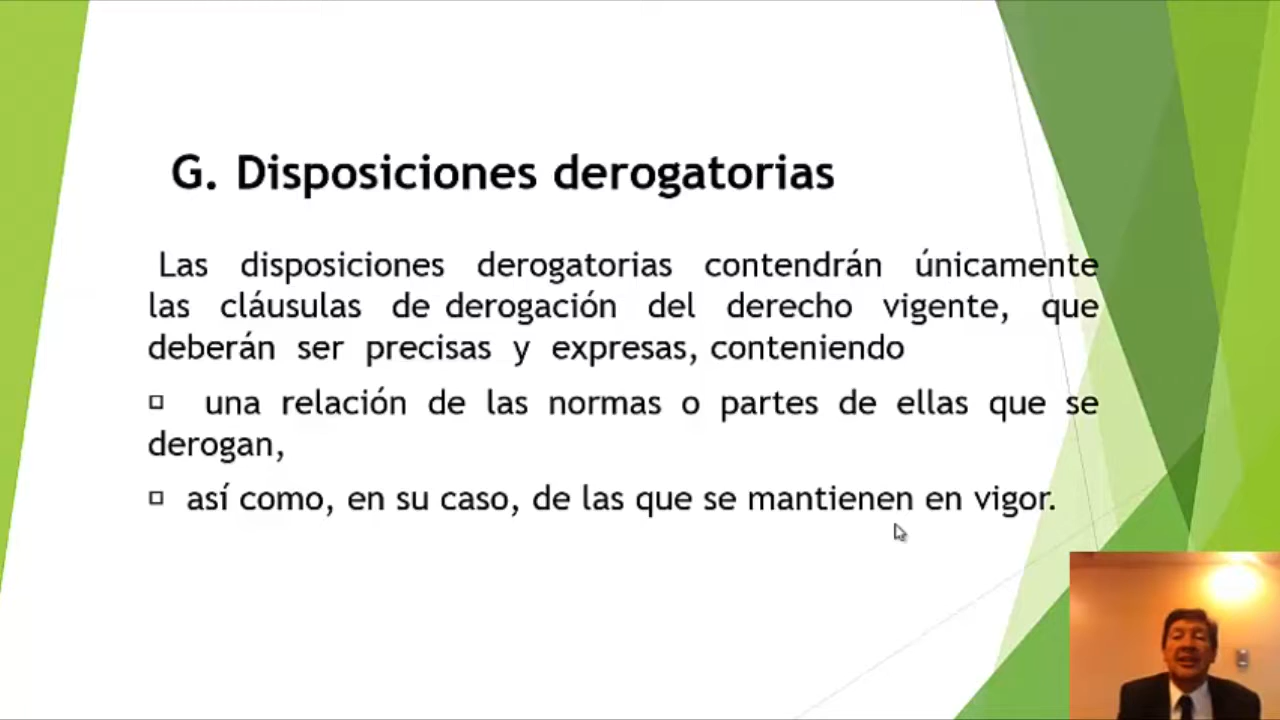 G. Disposiciones derogatorias
Las disposiciones derogatorias contendrán únicamente
las cláusulas de derogación del derecho vigente, que
deberán ser precisas y expresas, conteniendo
una relación de las normas o partes de ellas que se
derogan,
así como, en su caso, de las que se mantienen en vigor.